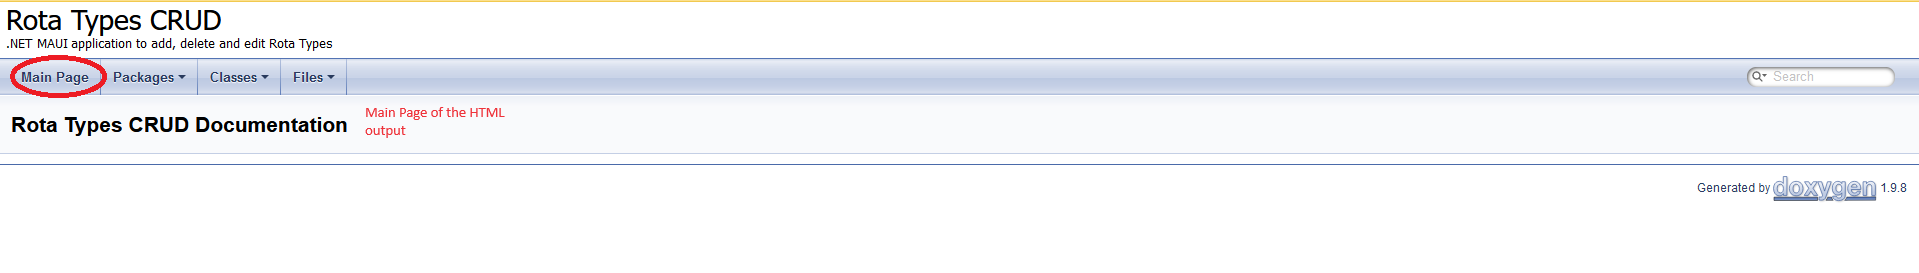 Rota Types CRUD
.NET MAUI application to add, delete and edit Rota Types
Main Page Packages Classes Files Search
Rota Types CRUD Documentation
Main Page of the HTML
output
Generated by doxygen 1.9.8